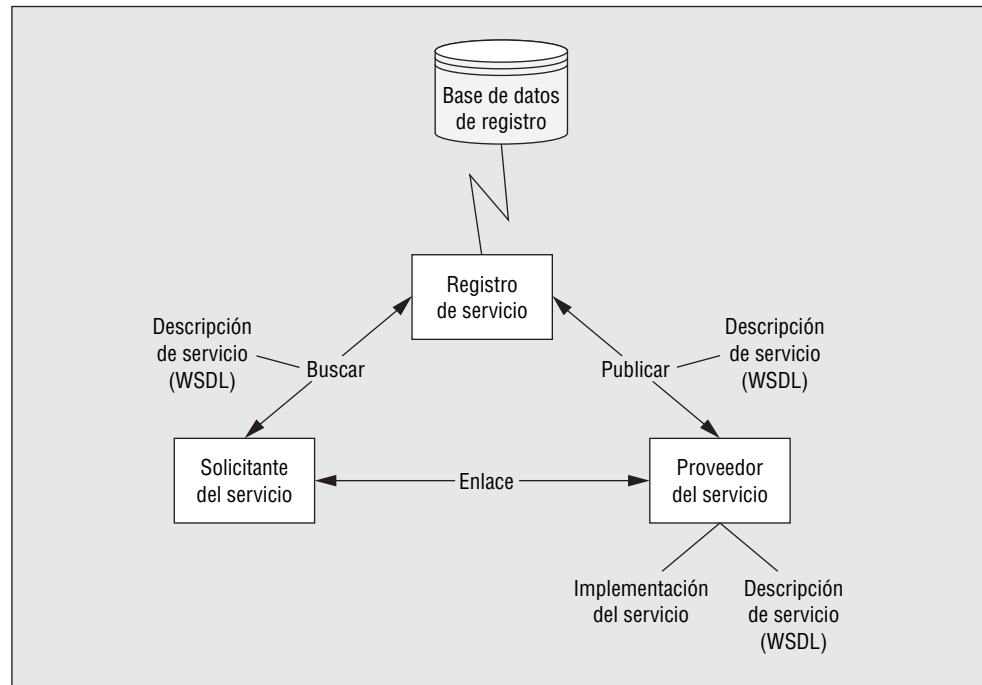 Base de datos
de registro
Registro
de servicio
Descripción
de servicio
(WSDL)
Buscar
Publicar
Descripción
de servicio
(WSDL)
Solicitante
del servicio
Enlace
Proveedor
del servicio
Implementación
del servicio
Descripción
de servicio
(WSDL)